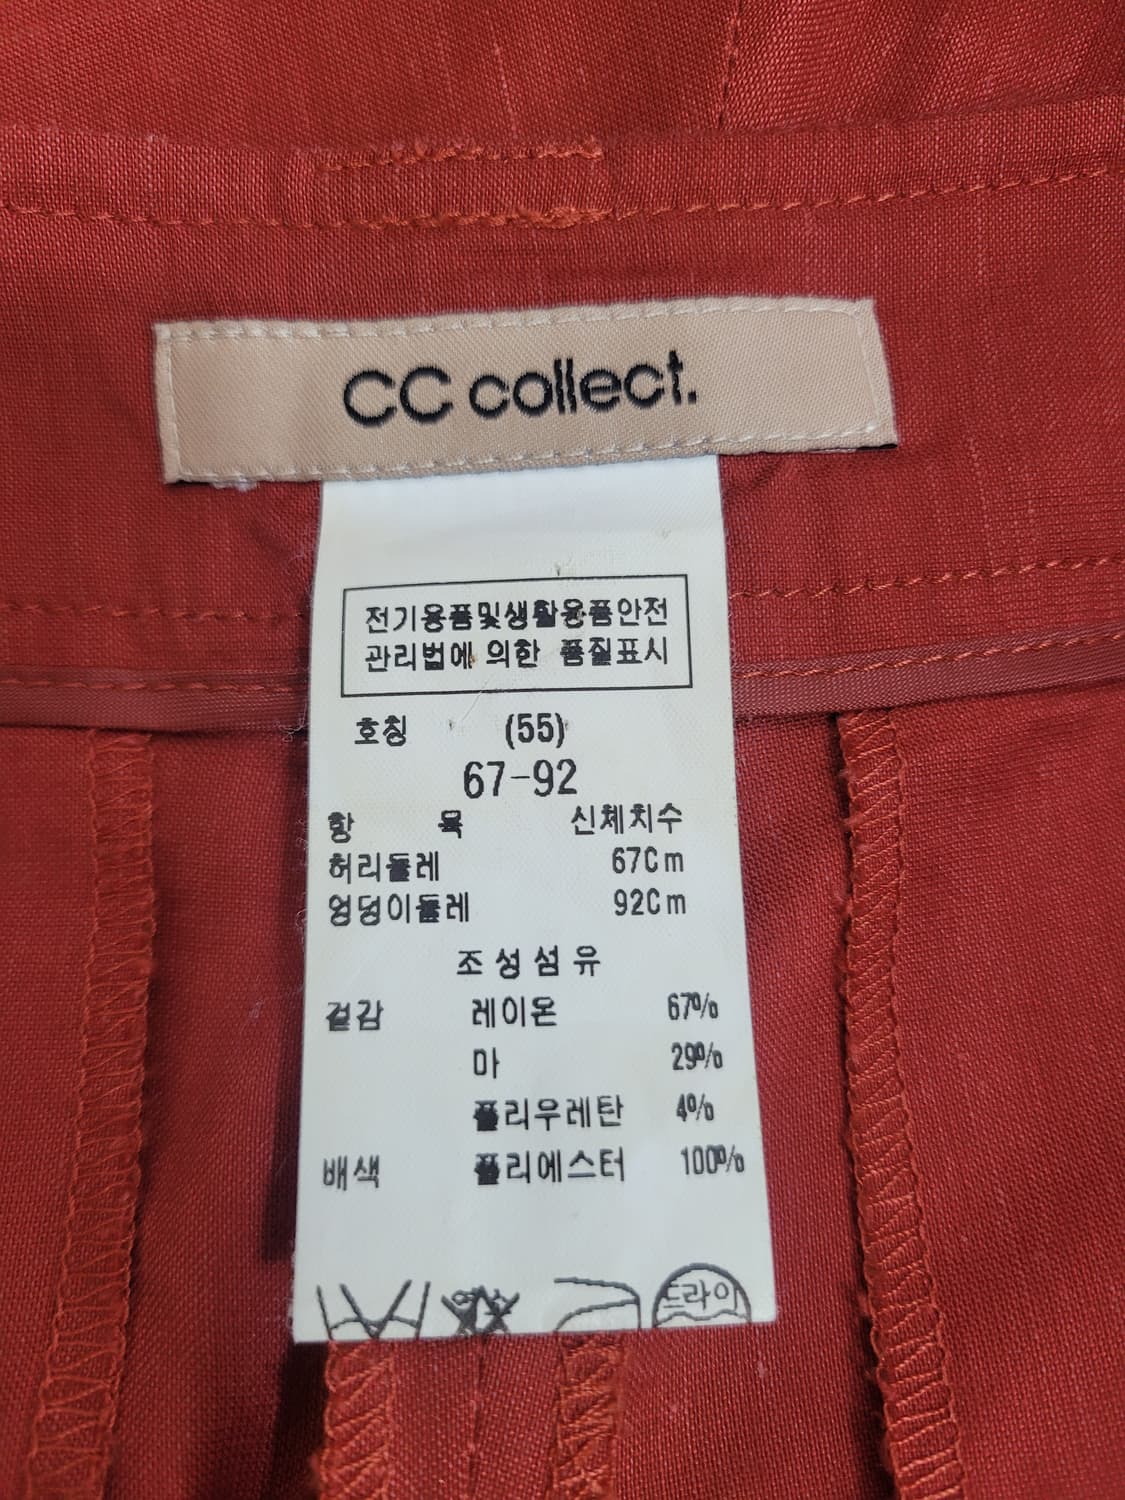 CC collect.
전기용품및생활용품안전
관리법에 의한 품질표시
호칭 (55)
67-92
항 목 신체치수
허리둘레 67Cm
엉덩이둘레 92Cm
조성섬유
겉감 레이온 67%
마 29%
폴리우레탄 4%
배색 폴리에스터 100%
드라이